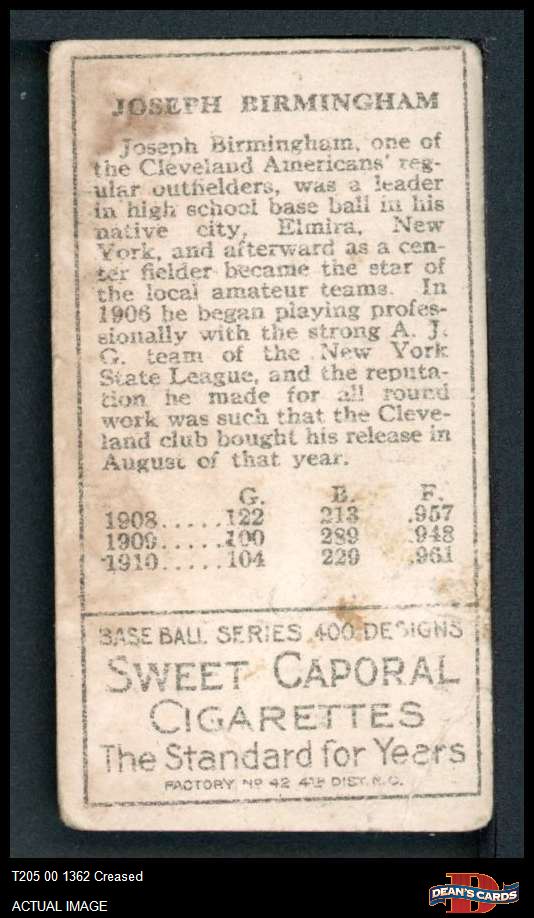 JOSEPH BIRMINGHAM
Joseph Birmingham, one of
the Cleveland Americans' reg-
ular outfielders, was a leader
in high school base ball in his
native city, Elmira, New
York, and afterward as a cen-
ter fielder became the star of
the local amateur teams. In
1906 he began playing profes-
sionally with the strong A. J.
G. team of the New York
State League, and the reputa-
tion he made for all round
work was such that the Cleve-
land club bought his release in
August of that year.
G. B. F.
1908.....122 213 .957
1909.....100 289 .948
1910.....104 229 .961
BASE BALL SERIES 400 DESIGNS
SWEET CAPORAL
CIGARETTES
The Standard for Years
FACTORY No 42 4TH DIST. N.C.
T205 00 1362 Creased
ACTUAL IMAGE
DEAN'S CARDS